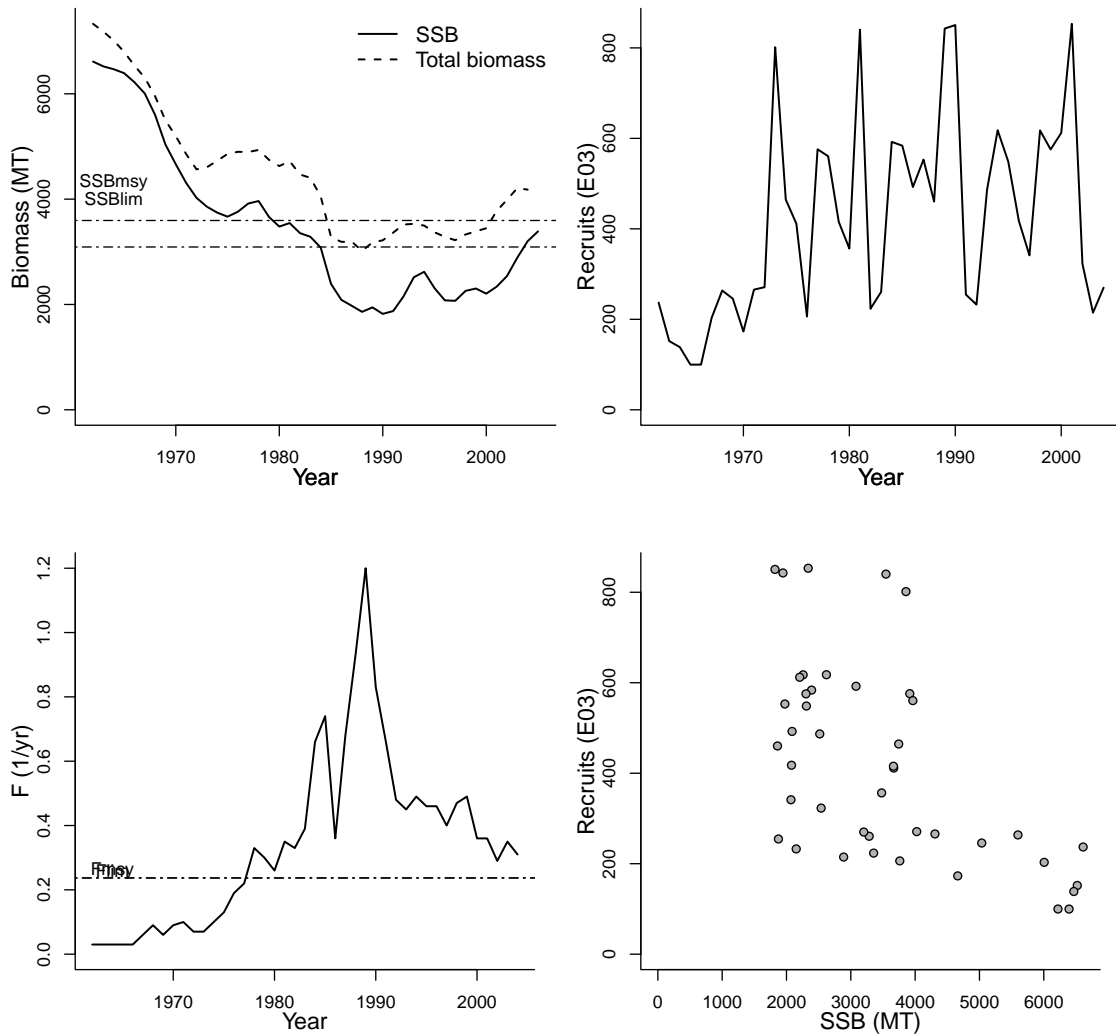 SSB
Total biomass
Biomass (MT)
0 2000 4000 6000
SSBmsy
SSBlim
1970 1980 1990 2000
Year
Recruits (E03)
0 200 400 600 800
1970 1980 1990 2000
Year
F (1/yr)
0.0 0.2 0.4 0.6 0.8 1.0 1.2
Fmsy
Flim
1970 1980 1990 2000
Year
Recruits (E03)
0 200 400 600 800
0 1000 2000 3000 4000 5000 6000
SSB (MT)